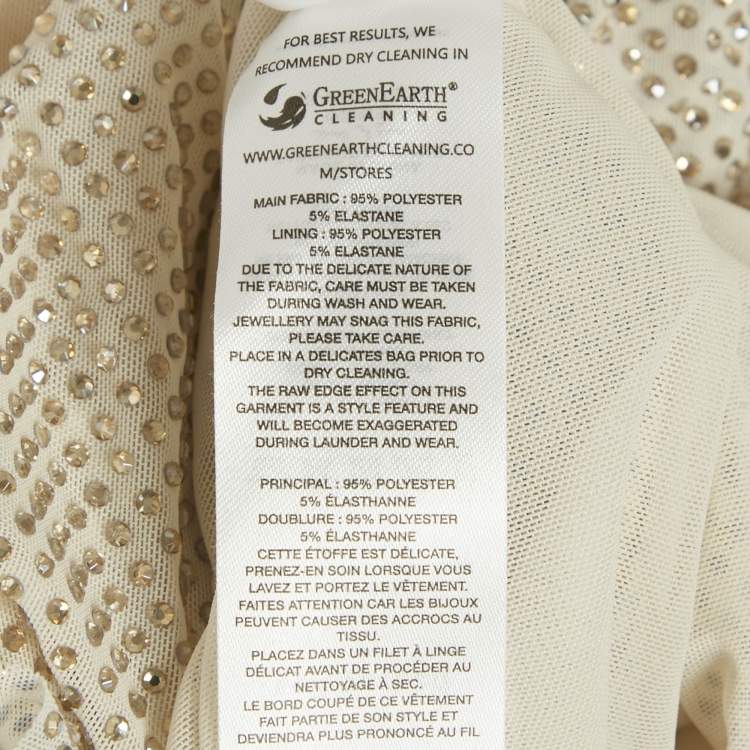 FOR BEST RESULTS, WE
RECOMMEND DRY CLEANING IN
GREENEARTH®
CLEANING
WWW.GREENEARTHCLEANING.CO
M/STORES
MAIN FABRIC : 95% POLYESTER
5% ELASTANE
LINING : 95% POLYESTER
5% ELASTANE
DUE TO THE DELICATE NATURE OF
THE FABRIC, CARE MUST BE TAKEN
DURING WASH AND WEAR.
JEWELLERY MAY SNAG THIS FABRIC,
PLEASE TAKE CARE.
PLACE IN A DELICATES BAG PRIOR TO
DRY CLEANING.
THE RAW EDGE EFFECT ON THIS
GARMENT IS A STYLE FEATURE AND
WILL BECOME EXAGGERATED
DURING LAUNDER AND WEAR.
PRINCIPAL : 95% POLYESTER
5% ÉLASTHANNE
DOUBLURE : 95% POLYESTER
5% ÉLASTHANNE
CETTE ÉTOFFE EST DÉLICATE,
PRENEZ-EN SOIN LORSQUE VOUS
LAVEZ ET PORTEZ LE VÊTEMENT.
FAITES ATTENTION CAR LES BIJOUX
PEUVENT CAUSER DES ACCROCS AU
TISSU.
PLACEZ DANS UN FILET À LINGE
DÉLICAT AVANT DE PROCÉDER AU
NETTOYAGE À SEC.
LE BORD COUPÉ DE CE VÊTEMENT
FAIT PARTIE DE SON STYLE ET
DEVIENDRA PLUS PRONONCÉ AU FIL